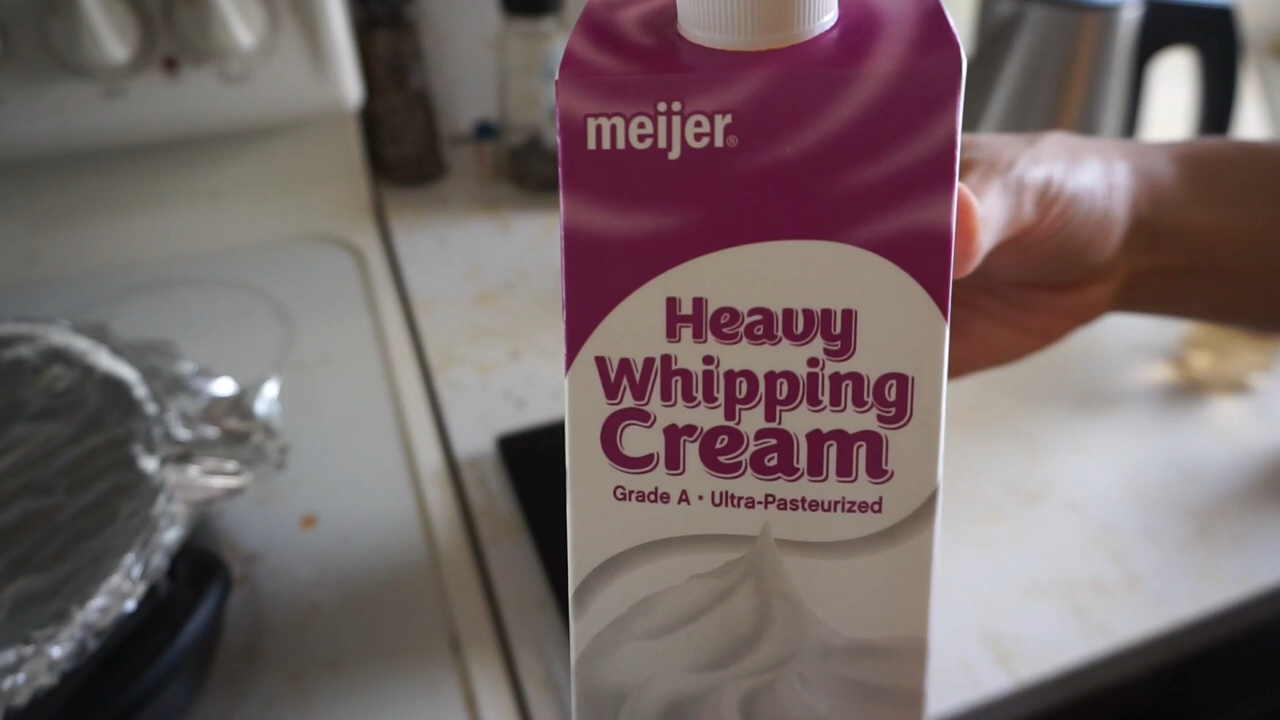 meijer®
Heavy
Whipping
Cream
Grade A • Ultra-Pasteurized